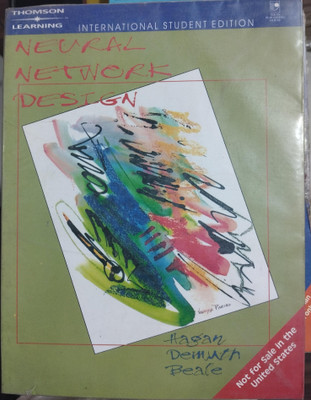 THOMSON
LEARNING
INTERNATIONAL STUDENT EDITION
NEURAL
NETWORK
DESIGN
Hagan
Demuth
Beale
Not for Sale in the
United States